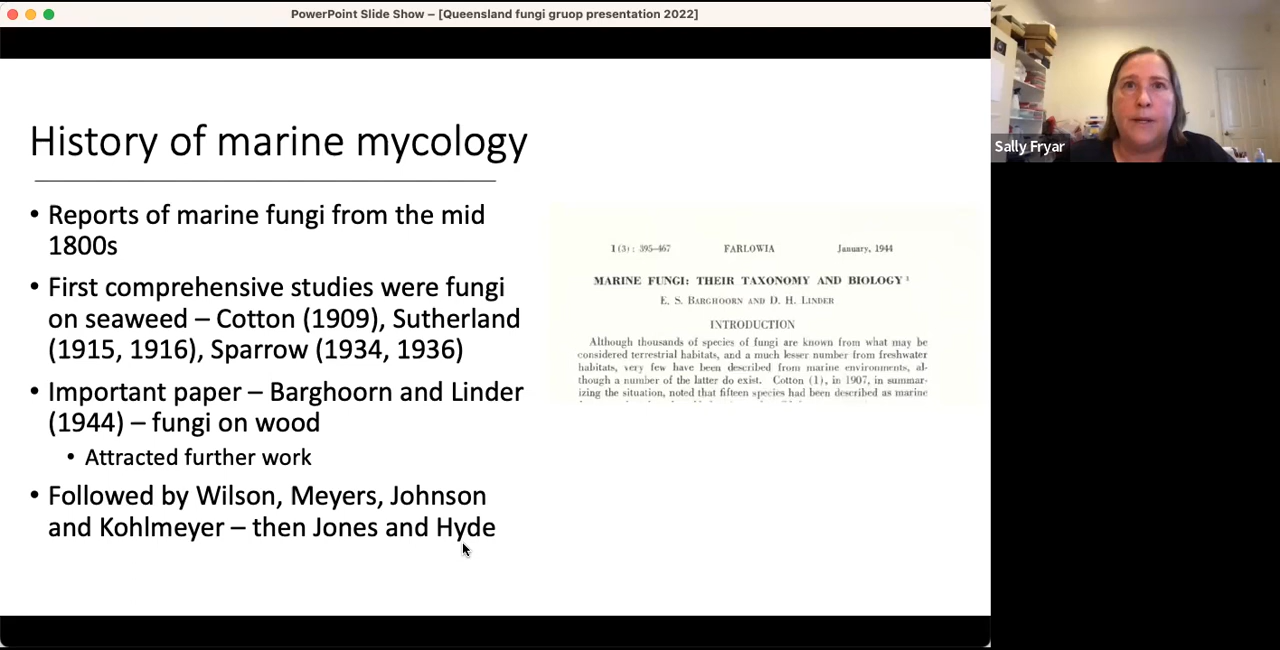 PowerPoint Slide Show – [Queensland fungi gruop presentation 2022]
History of marine mycology
• Reports of marine fungi from the mid
1800s
• First comprehensive studies were fungi
on seaweed – Cotton (1909), Sutherland
(1915, 1916), Sparrow (1934, 1936)
• Important paper – Barghoorn and Linder
(1944) – fungi on wood
• Attracted further work
• Followed by Wilson, Meyers, Johnson
and Kohlmeyer – then Jones and Hyde
1(3): 395–467 FARLOWIA January, 1944
MARINE FUNGI: THEIR TAXONOMY AND BIOLOGY ¹
E. S. Barghoorn and D. H. Linder
INTRODUCTION
Although thousands of species of fungi are known from what may be
considered terrestrial habitats, and a much lesser number from freshwater
habitats, very few have been described from marine environments, al-
though a number of the latter do exist. Cotton (1), in 1907, in summar-
izing the situation, noted that fifteen species had been described as marine
Sally Fryar